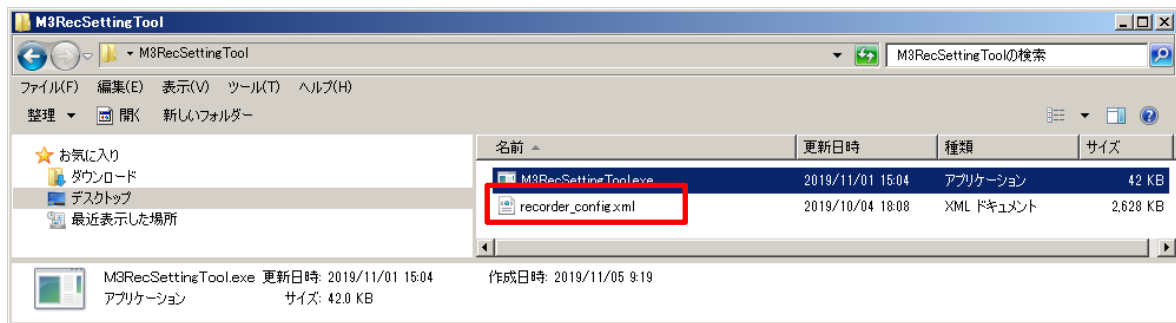 M3RecSettingTool
M3RecSettingTool
M3RecSettingToolの検索
ファイル(F) 編集(E) 表示(V) ツール(T) ヘルプ(H)
整理 開く 新しいフォルダー
お気に入り
ダウンロード
デスクトップ
最近表示した場所
名前 更新日時 種類 サイズ
M3RecSettingTool.exe 2019/11/01 15:04 アプリケーション 42 KB
recorder_config.xml 2019/10/04 18:08 XML ドキュメント 2,628 KB
M3RecSettingTool.exe 更新日時: 2019/11/01 15:04 作成日時: 2019/11/05 9:19
アプリケーション サイズ: 42.0 KB